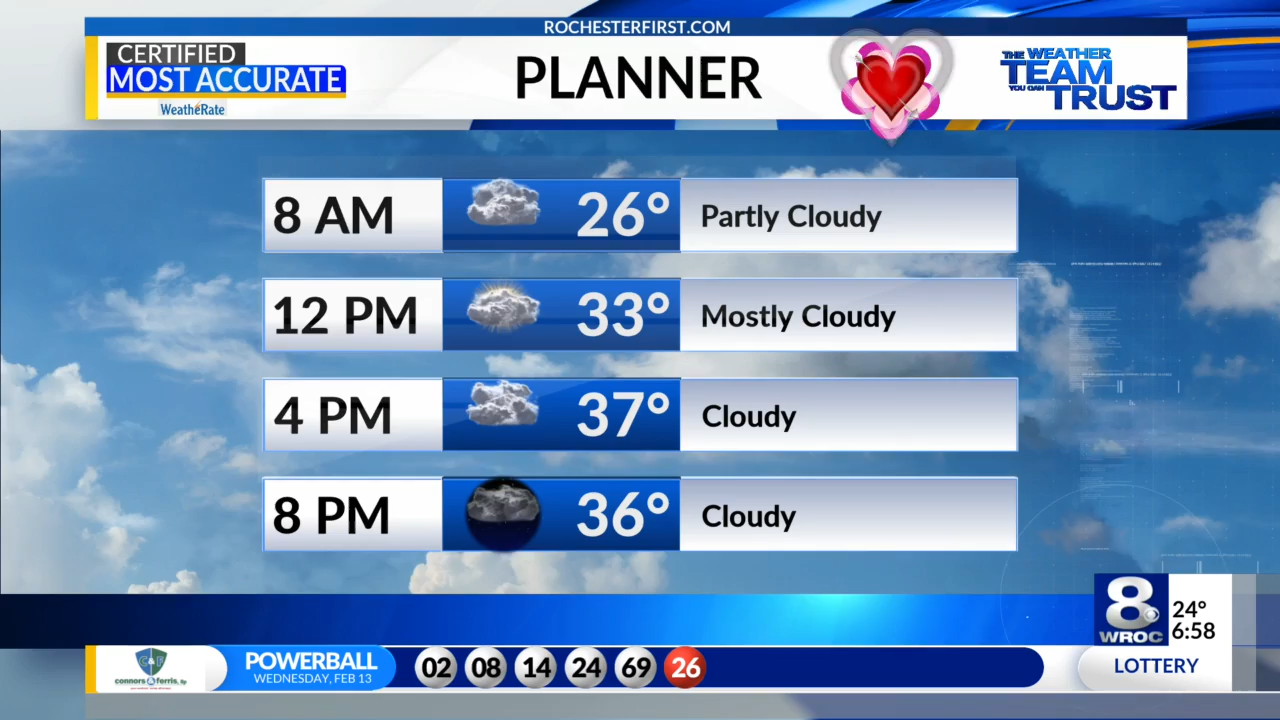 ROCHESTERFIRST.COM
CERTIFIED
MOST ACCURATE
WeatheRate
PLANNER
THE WEATHER
TEAM
YOU CAN TRUST
8 AM 26° Partly Cloudy
12 PM 33° Mostly Cloudy
4 PM 37° Cloudy
8 PM 36° Cloudy
8
WROC
24°
6:58
C&F
connors & ferris, llp
POWERBALL
WEDNESDAY, FEB 13
02 08 14 24 69 26
LOTTERY